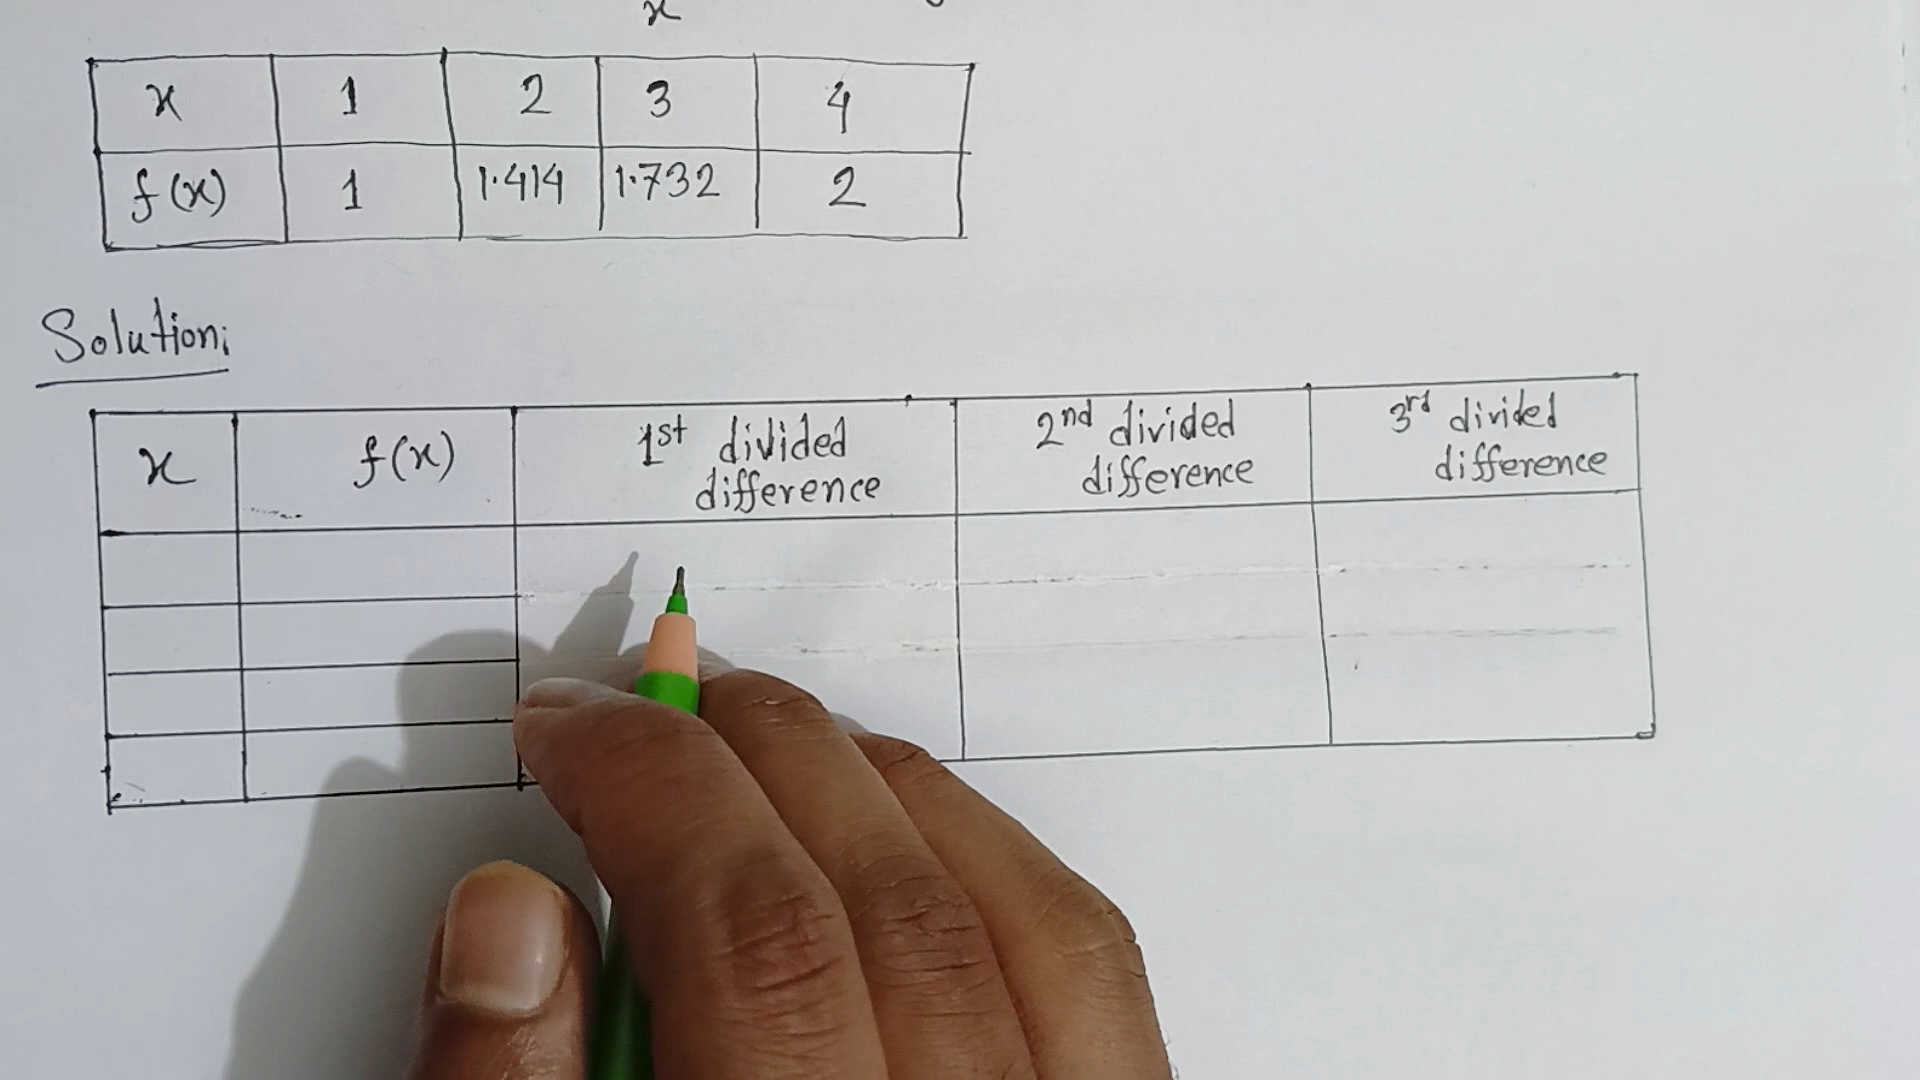 x
x 1 2 3 4
f(x) 1 1.414 1.732 2
Solution:
x f(x) 1st divided difference 2nd divided difference 3rd divided difference